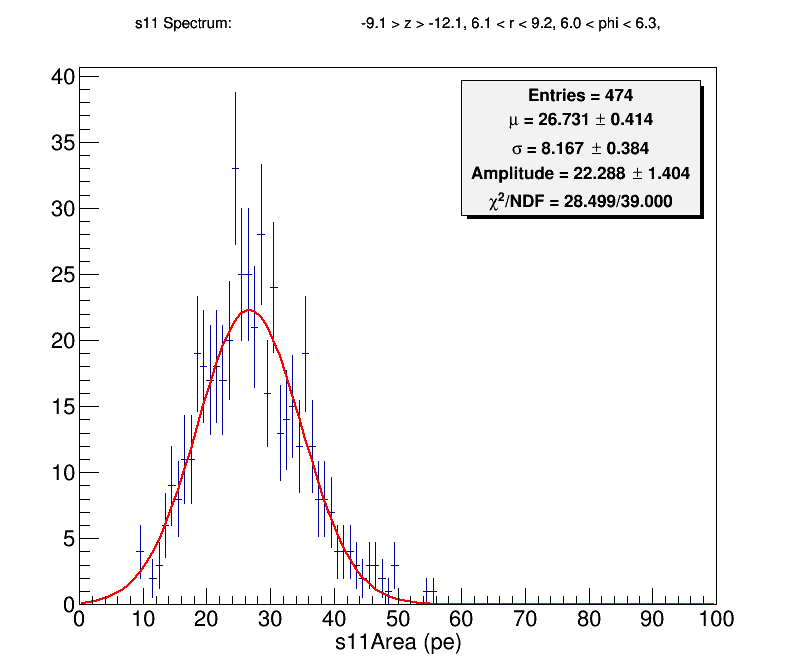 s11 Spectrum: -9.1 > z > -12.1, 6.1 < r < 9.2, 6.0 < phi < 6.3,
Entries = 474
μ = 26.731 ± 0.414
σ = 8.167 ± 0.384
Amplitude = 22.288 ± 1.404
χ²/NDF = 28.499/39.000
40
35
30
25
20
15
10
5
0
0 10 20 30 40 50 60 70 80 90 100
s11Area (pe)